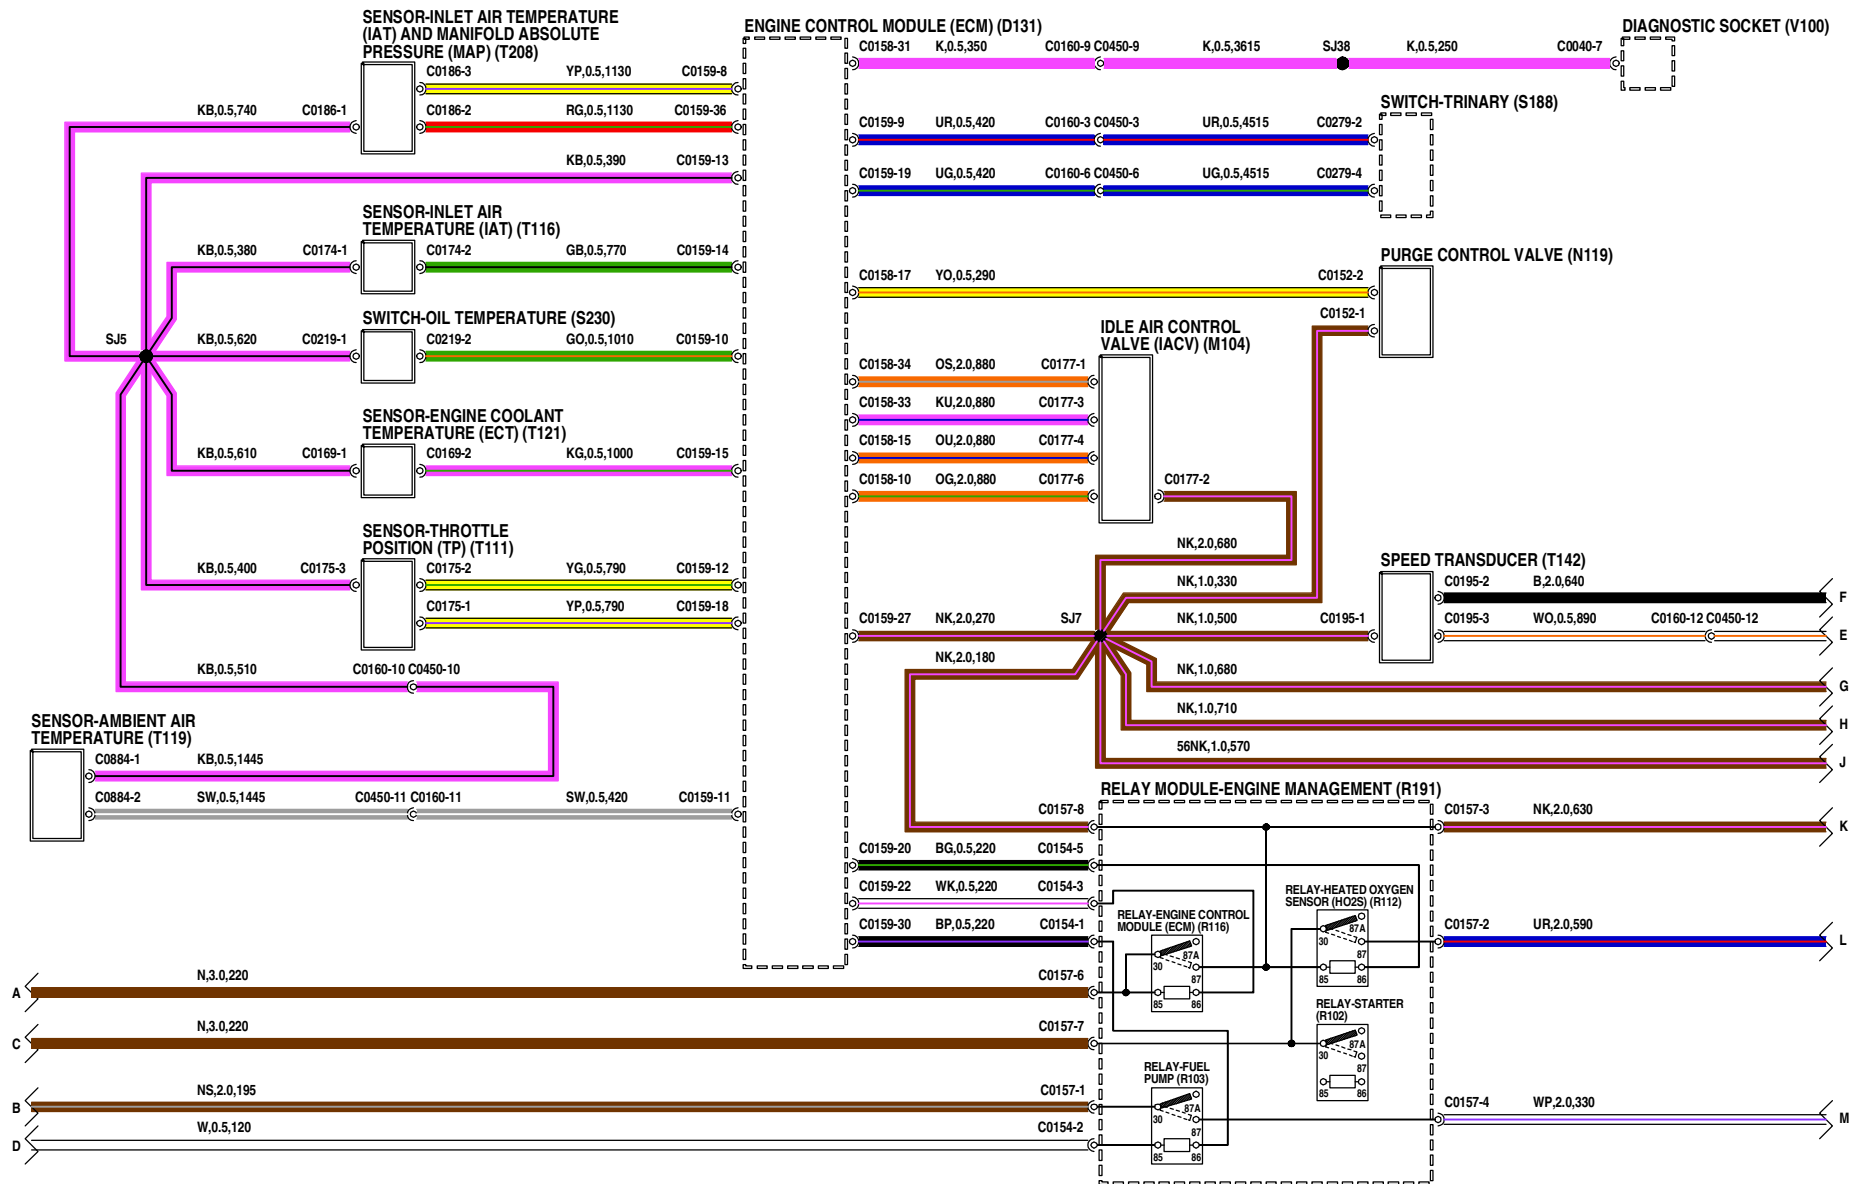 SENSOR-INLET AIR TEMPERATURE
(IAT) AND MANIFOLD ABSOLUTE
PRESSURE (MAP) (T208)
C0186-3 YP,0.5,1130 C0159-8
KB,0.5,740 C0186-1 C0186-2 RG,0.5,1130 C0159-36
KB,0.5,390 C0159-13
SENSOR-INLET AIR
TEMPERATURE (IAT) (T116)
KB,0.5,380 C0174-1 C0174-2 GB,0.5,770 C0159-14
SWITCH-OIL TEMPERATURE (S230)
SJ5 KB,0.5,620 C0219-1 C0219-2 GO,0.5,1010 C0159-10
SENSOR-ENGINE COOLANT
TEMPERATURE (ECT) (T121)
KB,0.5,610 C0169-1 C0169-2 KG,0.5,1000 C0159-15
SENSOR-THROTTLE
POSITION (TP) (T111)
KB,0.5,400 C0175-3 C0175-2 YG,0.5,790 C0159-12
C0175-1 YP,0.5,790 C0159-18
KB,0.5,510 C0160-10 C0450-10
SENSOR-AMBIENT AIR
TEMPERATURE (T119)
C0884-1 KB,0.5,1445
C0884-2 SW,0.5,1445 C0450-11 C0160-11 SW,0.5,420 C0159-11
ENGINE CONTROL MODULE (ECM) (D131)
C0158-31 K,0.5,350 C0160-9 C0450-9 K,0.5,3615 SJ38 K,0.5,250 C0040-7
DIAGNOSTIC SOCKET (V100)
SWITCH-TRINARY (S188)
C0159-9 UR,0.5,420 C0160-3 C0450-3 UR,0.5,4515 C0279-2
C0159-19 UG,0.5,420 C0160-6 C0450-6 UG,0.5,4515 C0279-4
PURGE CONTROL VALVE (N119)
C0158-17 YO,0.5,290 C0152-2
C0152-1
IDLE AIR CONTROL
VALVE (IACV) (M104)
C0158-34 OS,2.0,880 C0177-1
C0158-33 KU,2.0,880 C0177-3
C0158-15 OU,2.0,880 C0177-4
C0158-10 OG,2.0,880 C0177-6 C0177-2
NK,2.0,680
NK,1.0,330
SPEED TRANSDUCER (T142)
C0195-2 B,2.0,640 F
C0159-27 NK,2.0,270 SJ7 NK,1.0,500 C0195-1 C0195-3 WO,0.5,890 C0160-12 C0450-12 E
NK,2.0,180 NK,1.0,680 G
NK,1.0,710 H
56NK,1.0,570 J
RELAY MODULE-ENGINE MANAGEMENT (R191)
C0157-8 C0157-3 NK,2.0,630 K
C0159-20 BG,0.5,220 C0154-5
C0159-22 WK,0.5,220 C0154-3
C0159-30 BP,0.5,220 C0154-1
RELAY-HEATED OXYGEN
SENSOR (HO2S) (R112)
87A
30
87
85 86
C0157-2 UR,2.0,590 L
RELAY-ENGINE CONTROL
MODULE (ECM) (R116)
87A
30
87
85 86
A N,3.0,220 C0157-6
C N,3.0,220 C0157-7
RELAY-STARTER
(R102)
87A
30
87
85 86
RELAY-FUEL
PUMP (R103)
87A
30
87
85 86
B NS,2.0,195 C0157-1
D W,0.5,120 C0154-2
C0157-4 WP,2.0,330 M